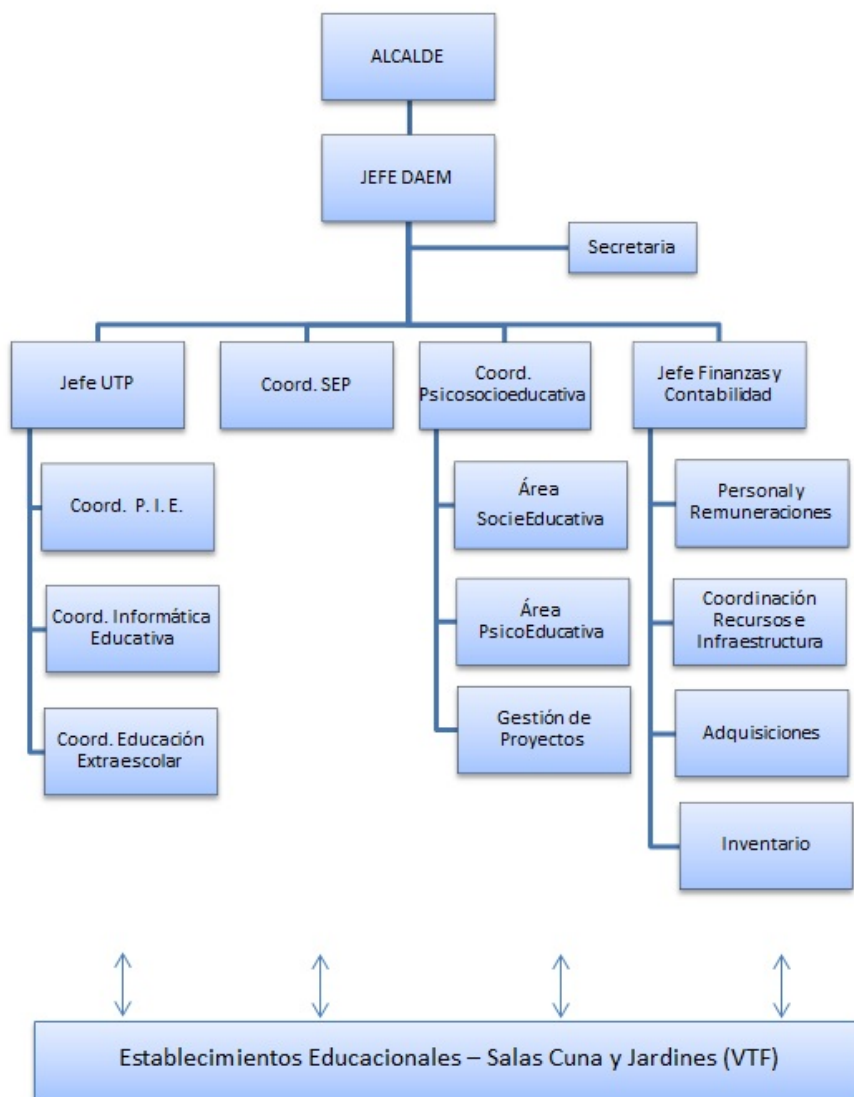 ALCALDE
JEFE DAEM
Secretaria
Jefe UTP
Coord. SEP
Coord.
Psicosocioeducativa
Jefe Finanzas y
Contabilidad
Coord. P. I. E.
Coord. Informática
Educativa
Coord. Educación
Extraescolar
Área
SocieEducativa
Área
PsicoEducativa
Gestión de
Proyectos
Personal y
Remuneraciones
Coordinación
Recursos e
Infraestructura
Adquisiciones
Inventario
Establecimientos Educacionales – Salas Cuna y Jardines (VTF)